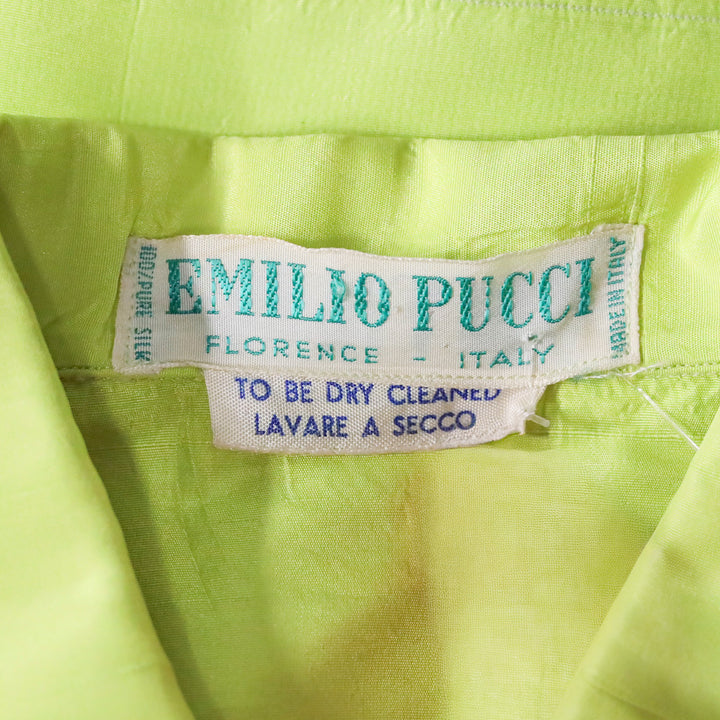 100/PURE SILK
EMILIO PUCCI
FLORENCE - ITALY
MADE IN ITALY
TO BE DRY CLEANED
LAVARE A SECCO